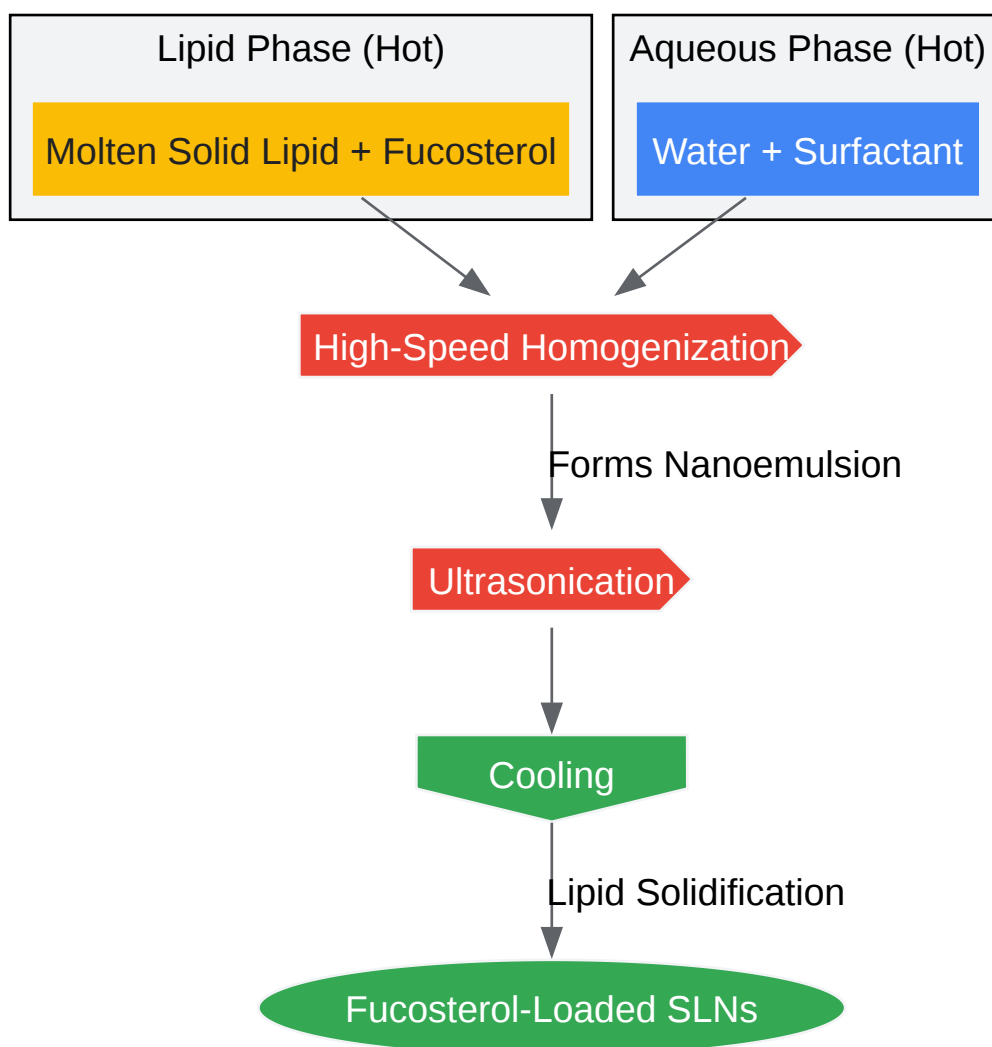 Lipid Phase (Hot)
Aqueous Phase (Hot)
Molten Solid Lipid + Fucosterol
Water + Surfactant
High-Speed Homogenization
Forms Nanoemulsion
Ultrasonication
Cooling
Lipid Solidification
Fucosterol-Loaded SLNs